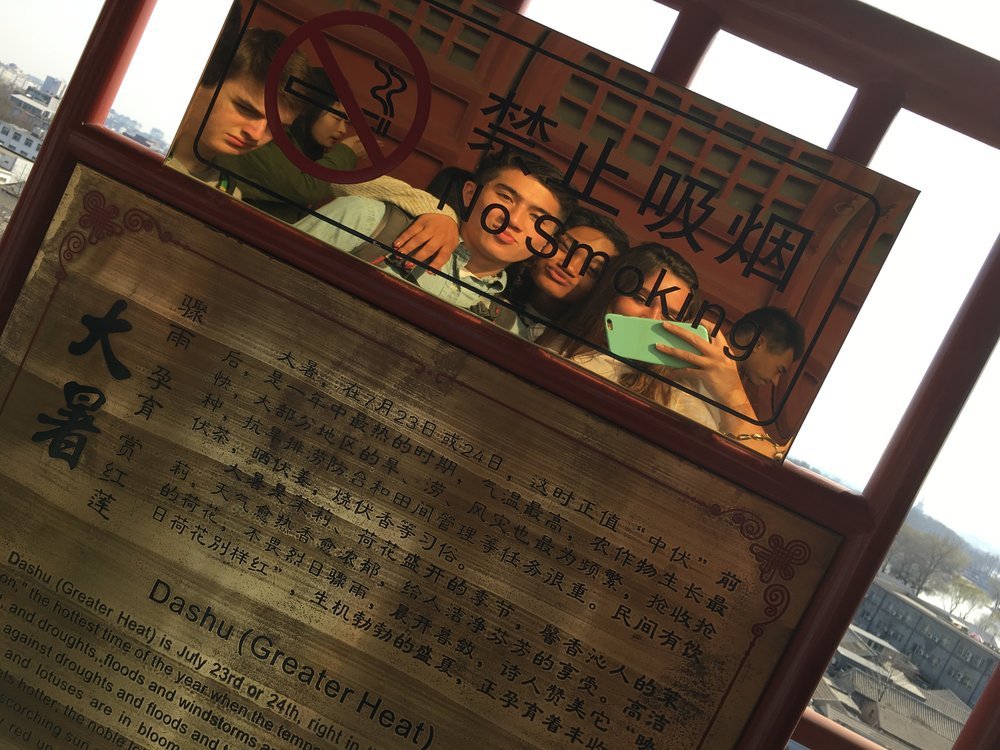 禁止吸烟
No Smoking
大暑
骤雨
孕育
赏红莲
大暑，在7月23日或24日，这时正值“中伏”前
后，是一年中最热的时期，气温最高，农作物生长最
快，大部分地区的旱、涝、风灾也最为频繁，抢收抢
种，抗旱排涝防台和田间管理等任务很重。民间有饮
伏茶，晒伏姜，烧伏香等习俗。
大暑是茉莉、荷花盛开的季节，馨香沁人的茉
莉，天气愈热香愈浓郁，给人洁净芬芳的享受。高洁
的荷花，不畏烈日骤雨，晨开暮敛，诗人赞美它“映
日荷花别样红”，生机勃勃的盛夏，正孕育着丰收
Dashu (Greater Heat)
Dashu (Greater Heat) is July 23rd or 24th, right in
on," the hottest time of the year when the tempe
and droughts, floods and windstorms a
against droughts and floods and t
and lotuses are in bloom
ts hotter, the noble
scorching sun